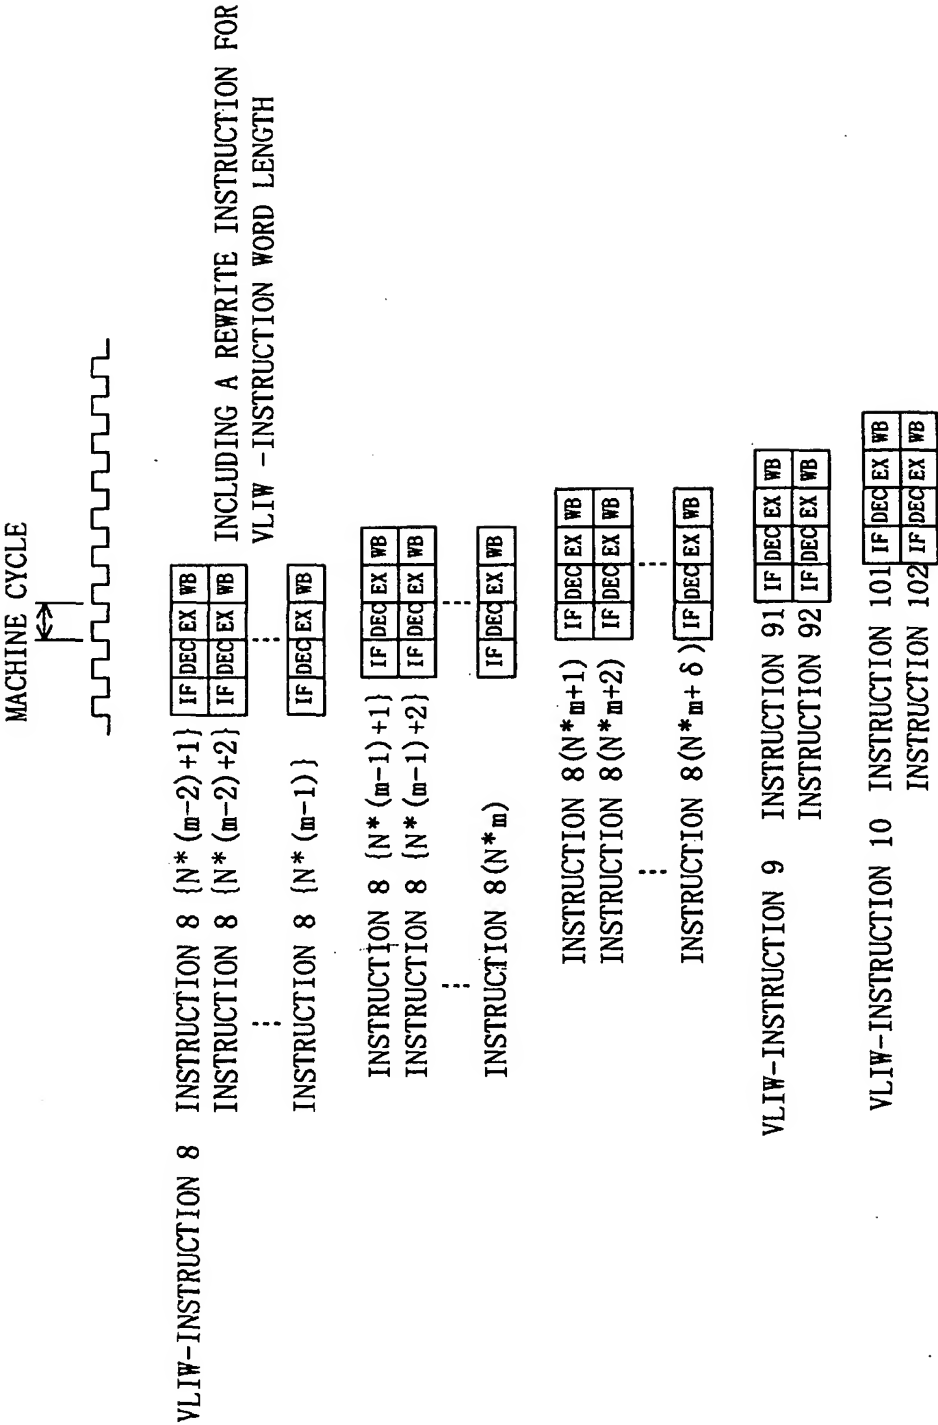 MACHINE CYCLE
VLIW-INSTRUCTION 8 INSTRUCTION 8 {N*(m-2)+1} IF DEC EX WB
INSTRUCTION 8 {N*(m-2)+2} IF DEC EX WB
INCLUDING A REWRITE INSTRUCTION FOR
VLIW -INSTRUCTION WORD LENGTH
INSTRUCTION 8 {N*(m-1)} IF DEC EX WB
INSTRUCTION 8 {N*(m-1)+1} IF DEC EX WB
INSTRUCTION 8 {N*(m-1)+2} IF DEC EX WB
INSTRUCTION 8(N*m) IF DEC EX WB
INSTRUCTION 8(N*m+1) IF DEC EX WB
INSTRUCTION 8(N*m+2) IF DEC EX WB
INSTRUCTION 8(N*m+ δ) IF DEC EX WB
VLIW-INSTRUCTION 9 INSTRUCTION 91 IF DEC EX WB
INSTRUCTION 92 IF DEC EX WB
VLIW-INSTRUCTION 10 INSTRUCTION 101 IF DEC EX WB
INSTRUCTION 102 IF DEC EX WB